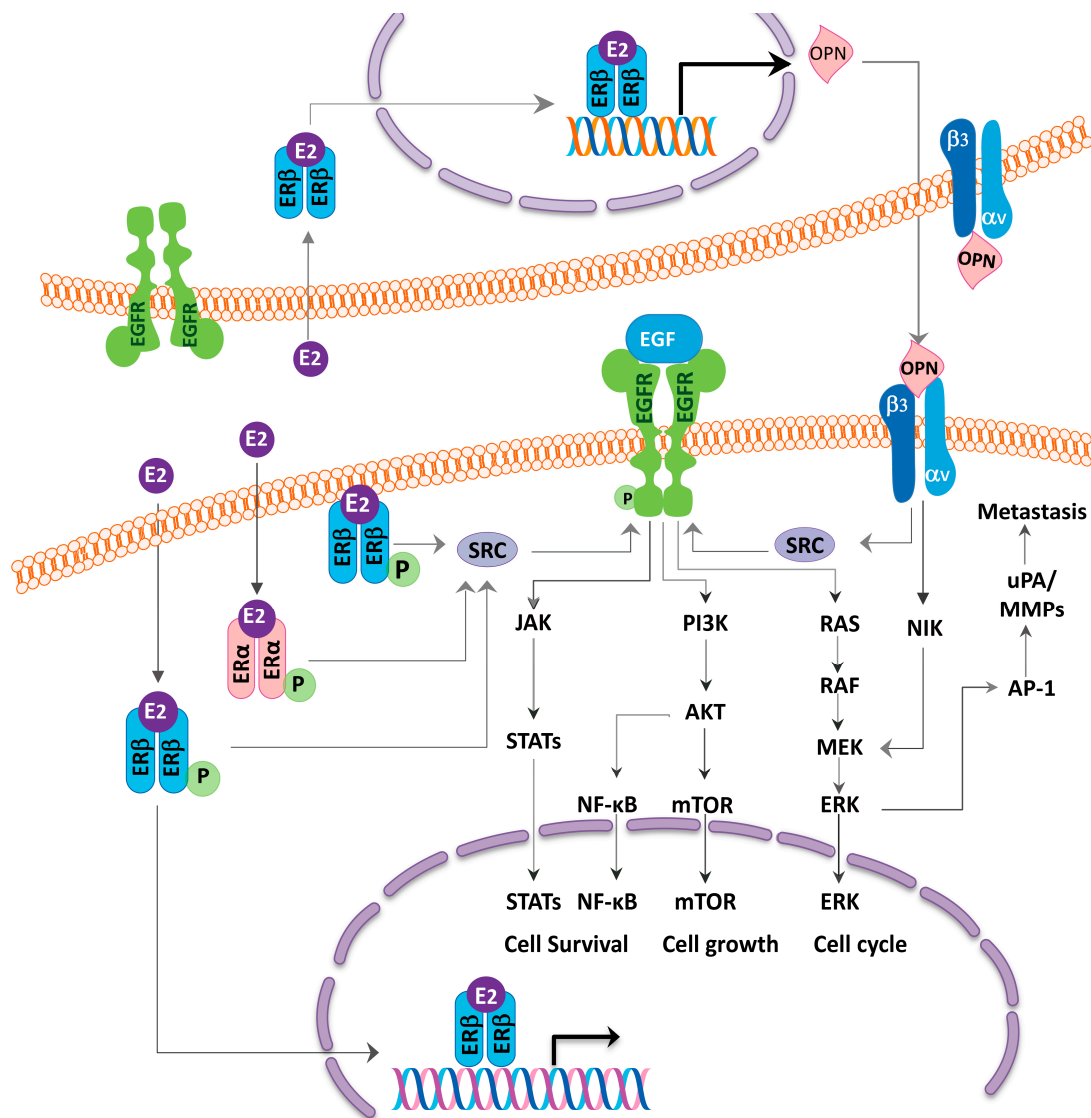 E2
ERβ
ERβ
OPN
E2
ERβ
ERβ
β3
αv
OPN
EGFR
EGFR
E2
EGF
EGFR
EGFR
OPN
β3
αv
E2
E2
P
E2
ERβ
ERβ
P
SRC
SRC
Metastasis
uPA/
MMPs
E2
ERα
ERα
P
JAK
PI3K
RAS
NIK
RAF
AP-1
E2
ERβ
ERβ
P
AKT
STATs
MEK
NF-κB
mTOR
ERK
STATs
NF-κB
mTOR
ERK
Cell Survival
Cell growth
Cell cycle
E2
ERβ
ERβ